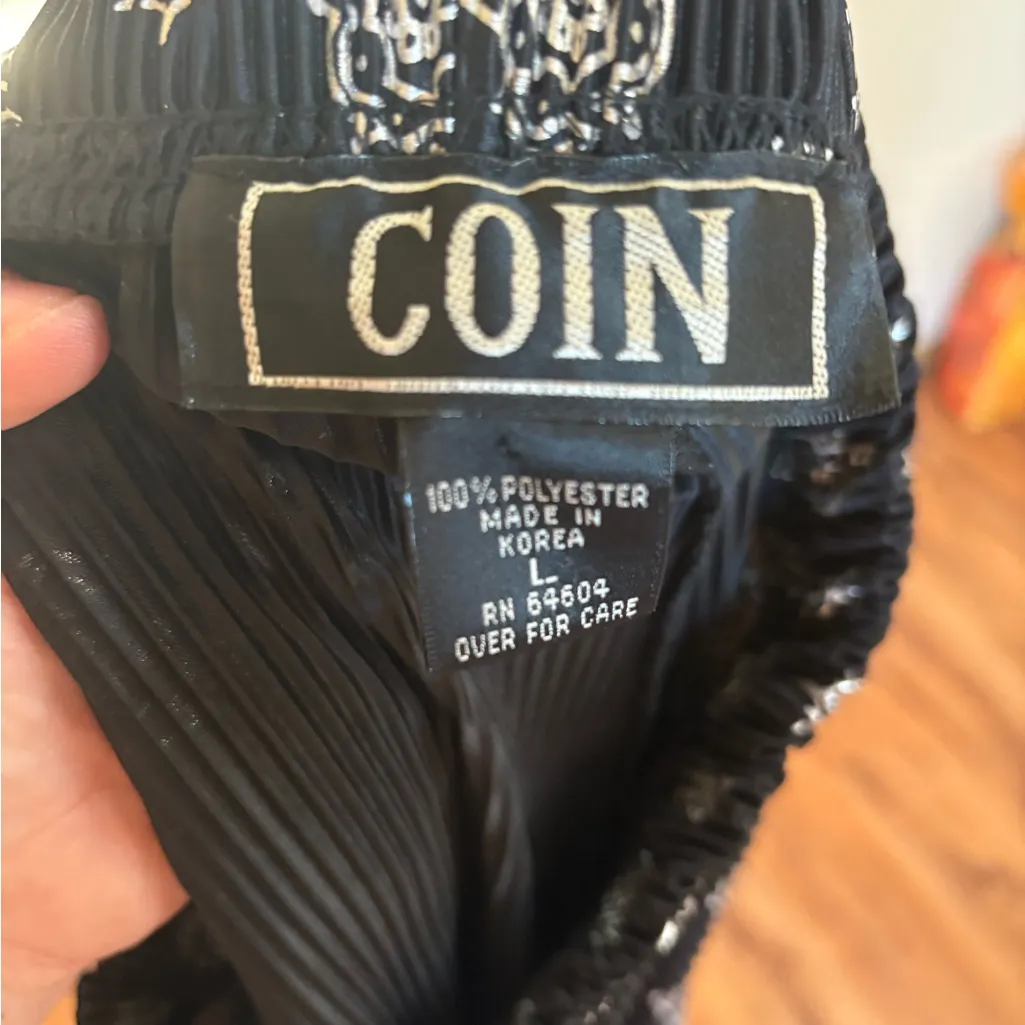 COIN
100% POLYESTER
MADE IN
KOREA
L
RN 64604
OVER FOR CARE